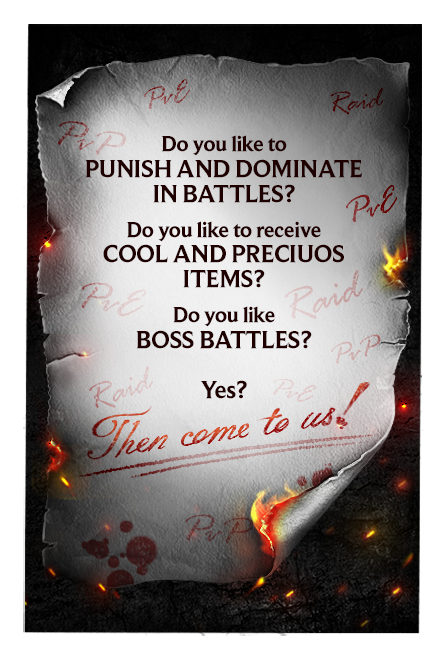 PvE
Raid
PvP
Do you like to
PUNISH AND DOMINATE
IN BATTLES?
PvE
Do you like to receive
COOL AND PRECIUOS
ITEMS?
PvE
Raid
Do you like
BOSS BATTLES?
PvP
Raid
Yes?
PvE
Then come to us!
PvP